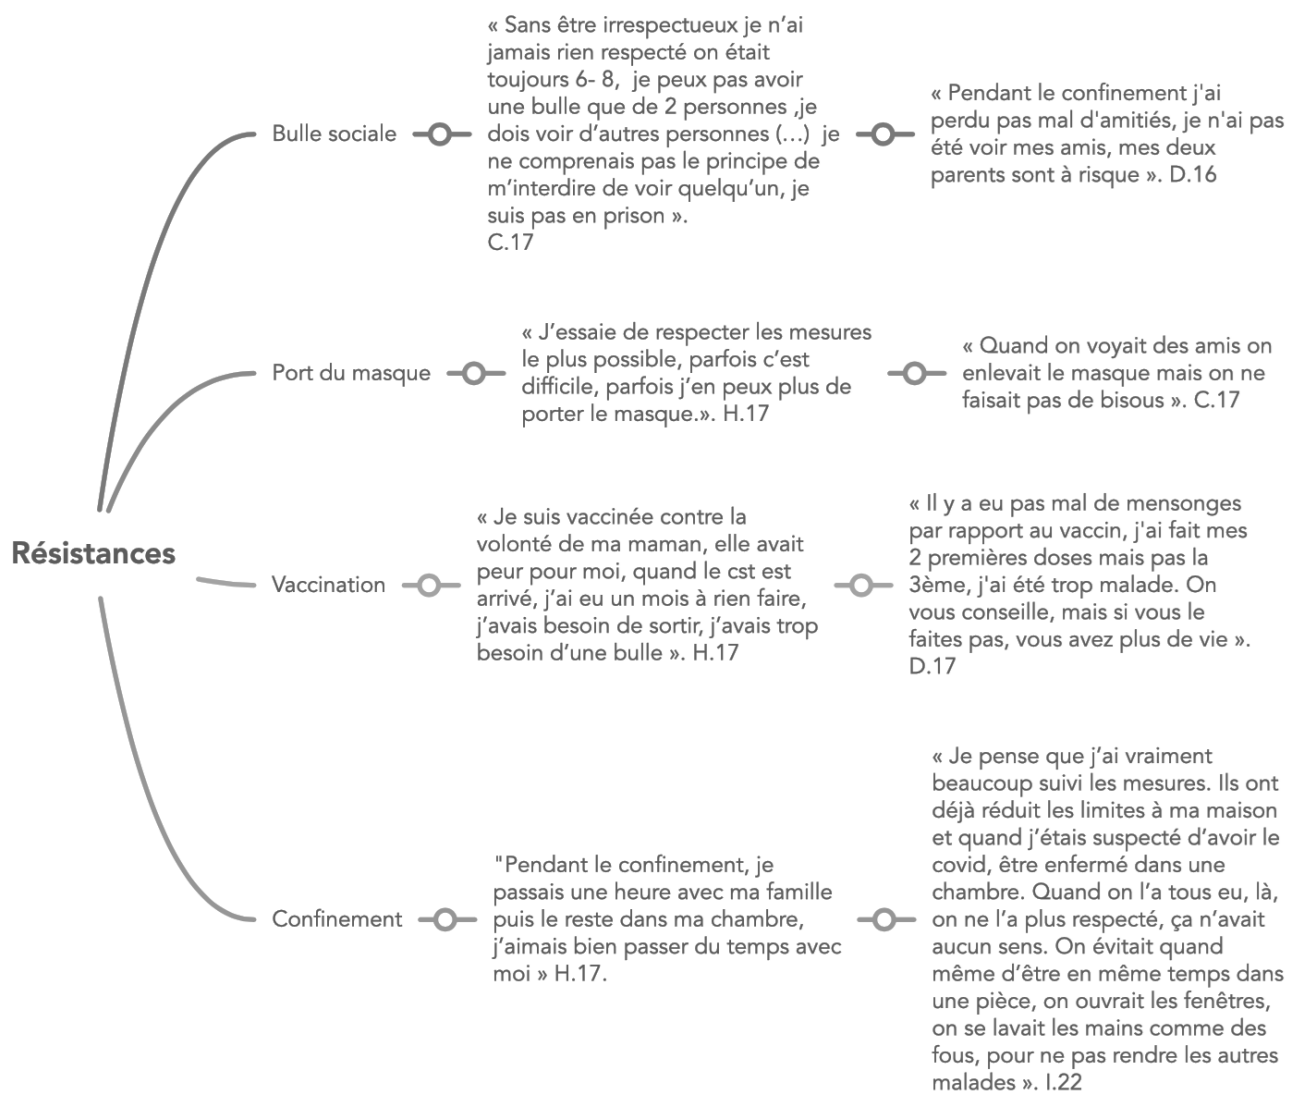 « Sans être irrespectueux je n’ai
jamais rien respecté on était
toujours 6- 8,  je peux pas avoir
une bulle que de 2 personnes ,je
dois voir d’autres personnes (…)  je
ne comprenais pas le principe de
m’interdire de voir quelqu’un, je
suis pas en prison ».
C.17
Bulle sociale
« Pendant le confinement j'ai
perdu pas mal d'amitiés, je n'ai pas
été voir mes amis, mes deux
parents sont à risque ». D.16
Port du masque
« J’essaie de respecter les mesures
le plus possible, parfois c’est
difficile, parfois j’en peux plus de
porter le masque.». H.17
« Quand on voyait des amis on
enlevait le masque mais on ne
faisait pas de bisous ». C.17
Résistances
Vaccination
« Je suis vaccinée contre la
volonté de ma maman, elle avait
peur pour moi, quand le cst est
arrivé, j’ai eu un mois à rien faire,
j’avais besoin de sortir, j’avais trop
besoin d’une bulle ». H.17
« Il y a eu pas mal de mensonges
par rapport au vaccin, j'ai fait mes
2 premières doses mais pas la
3ème, j'ai été trop malade. On
vous conseille, mais si vous le
faites pas, vous avez plus de vie ».
D.17
Confinement
"Pendant le confinement, je
passais une heure avec ma famille
puis le reste dans ma chambre,
j’aimais bien passer du temps avec
moi » H.17.
« Je pense que j’ai vraiment
beaucoup suivi les mesures. Ils ont
déjà réduit les limites à ma maison
et quand j’étais suspecté d’avoir le
covid, être enfermé dans une
chambre. Quand on l’a tous eu, là,
on ne l’a plus respecté, ça n’avait
aucun sens. On évitait quand
même d’être en même temps dans
une pièce, on ouvrait les fenêtres,
on se lavait les mains comme des
fous, pour ne pas rendre les autres
malades ». I.22